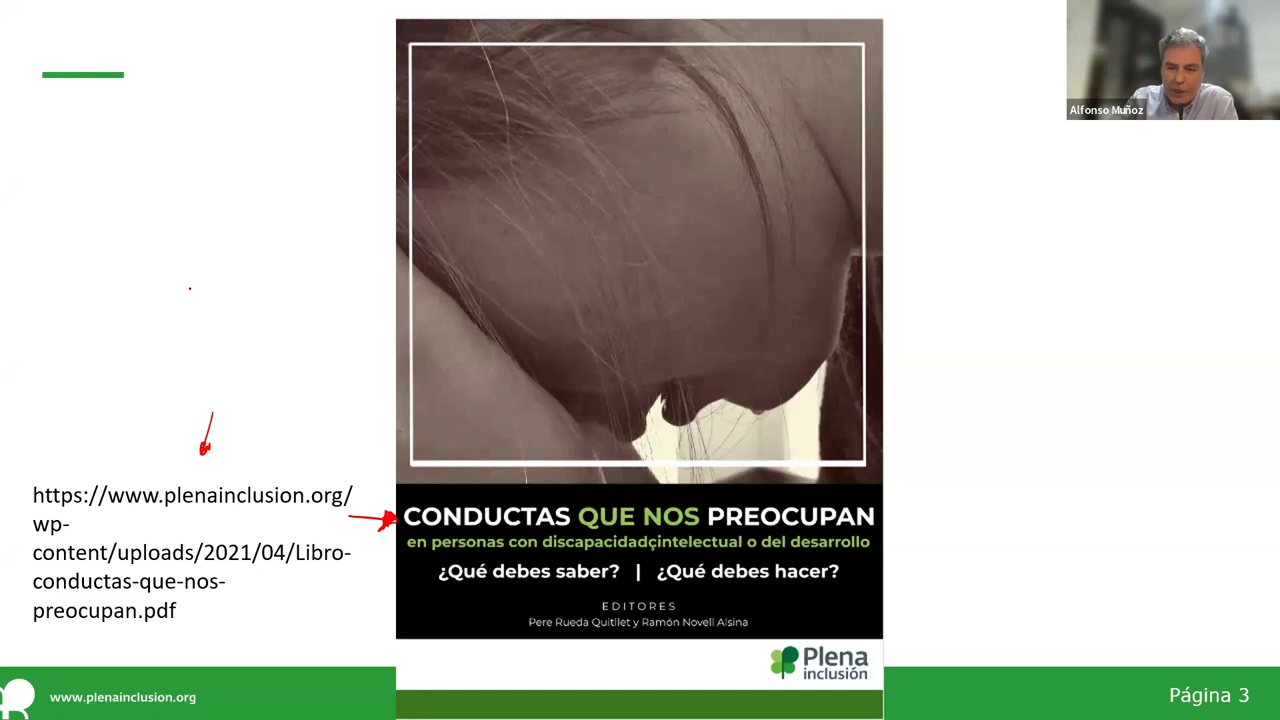 Alfonso Muñoz
https://www.plenainclusion.org/
wp-
content/uploads/2021/04/Libro-
conductas-que-nos-
preocupan.pdf
CONDUCTAS QUE NOS PREOCUPAN
en personas con discapacidadçintelectual o del desarrollo
¿Qué debes saber? | ¿Qué debes hacer?
EDITORES
Pere Rueda Quitllet y Ramón Novell Alsina
Plena
inclusión
www.plenainclusion.org
Página 3